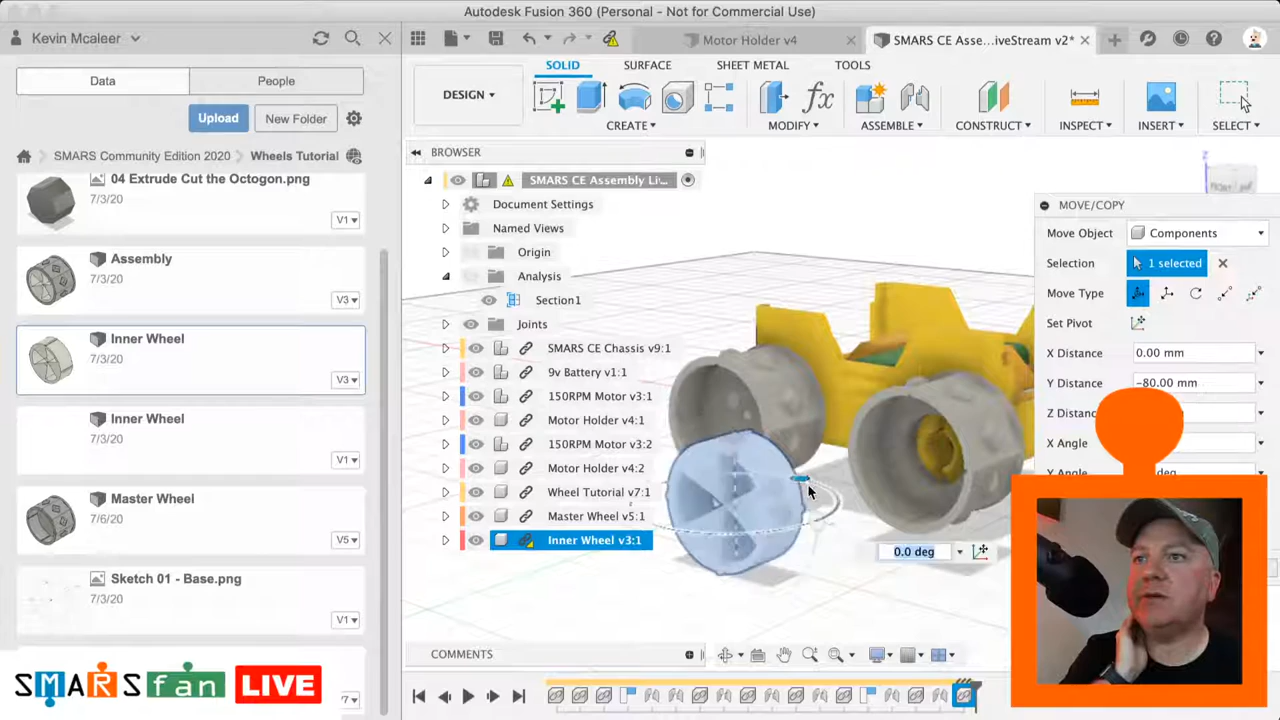 Autodesk Fusion 360 (Personal - Not for Commercial Use)
Kevin Mcaleer
Motor Holder v4
SMARS CE Asse...iveStream v2*
Data
People
Upload
New Folder
SMARS Community Edition 2020
Wheels Tutorial
04 Extrude Cut the Octogon.png
7/3/20
V1
Assembly
7/3/20
V3
Inner Wheel
7/3/20
V3
Inner Wheel
7/3/20
V1
Master Wheel
7/6/20
V5
Sketch 01 - Base.png
7/3/20
V1
SMARS fan LIVE
DESIGN
SOLID
SURFACE
SHEET METAL
TOOLS
CREATE
MODIFY
ASSEMBLE
CONSTRUCT
INSPECT
INSERT
SELECT
BROWSER
SMARS CE Assembly Li...
Document Settings
Named Views
Origin
Analysis
Section1
Joints
SMARS CE Chassis v9:1
9v Battery v1:1
150RPM Motor v3:1
Motor Holder v4:1
150RPM Motor v3:2
Motor Holder v4:2
Wheel Tutorial v7:1
Master Wheel v5:1
Inner Wheel v3:1
0.0 deg
MOVE/COPY
Move Object
Components
Selection
1 selected
Move Type
Set Pivot
X Distance
0.00 mm
Y Distance
-80.00 mm
Z Distanc
X Angle
Y Angle
deg
COMMENTS